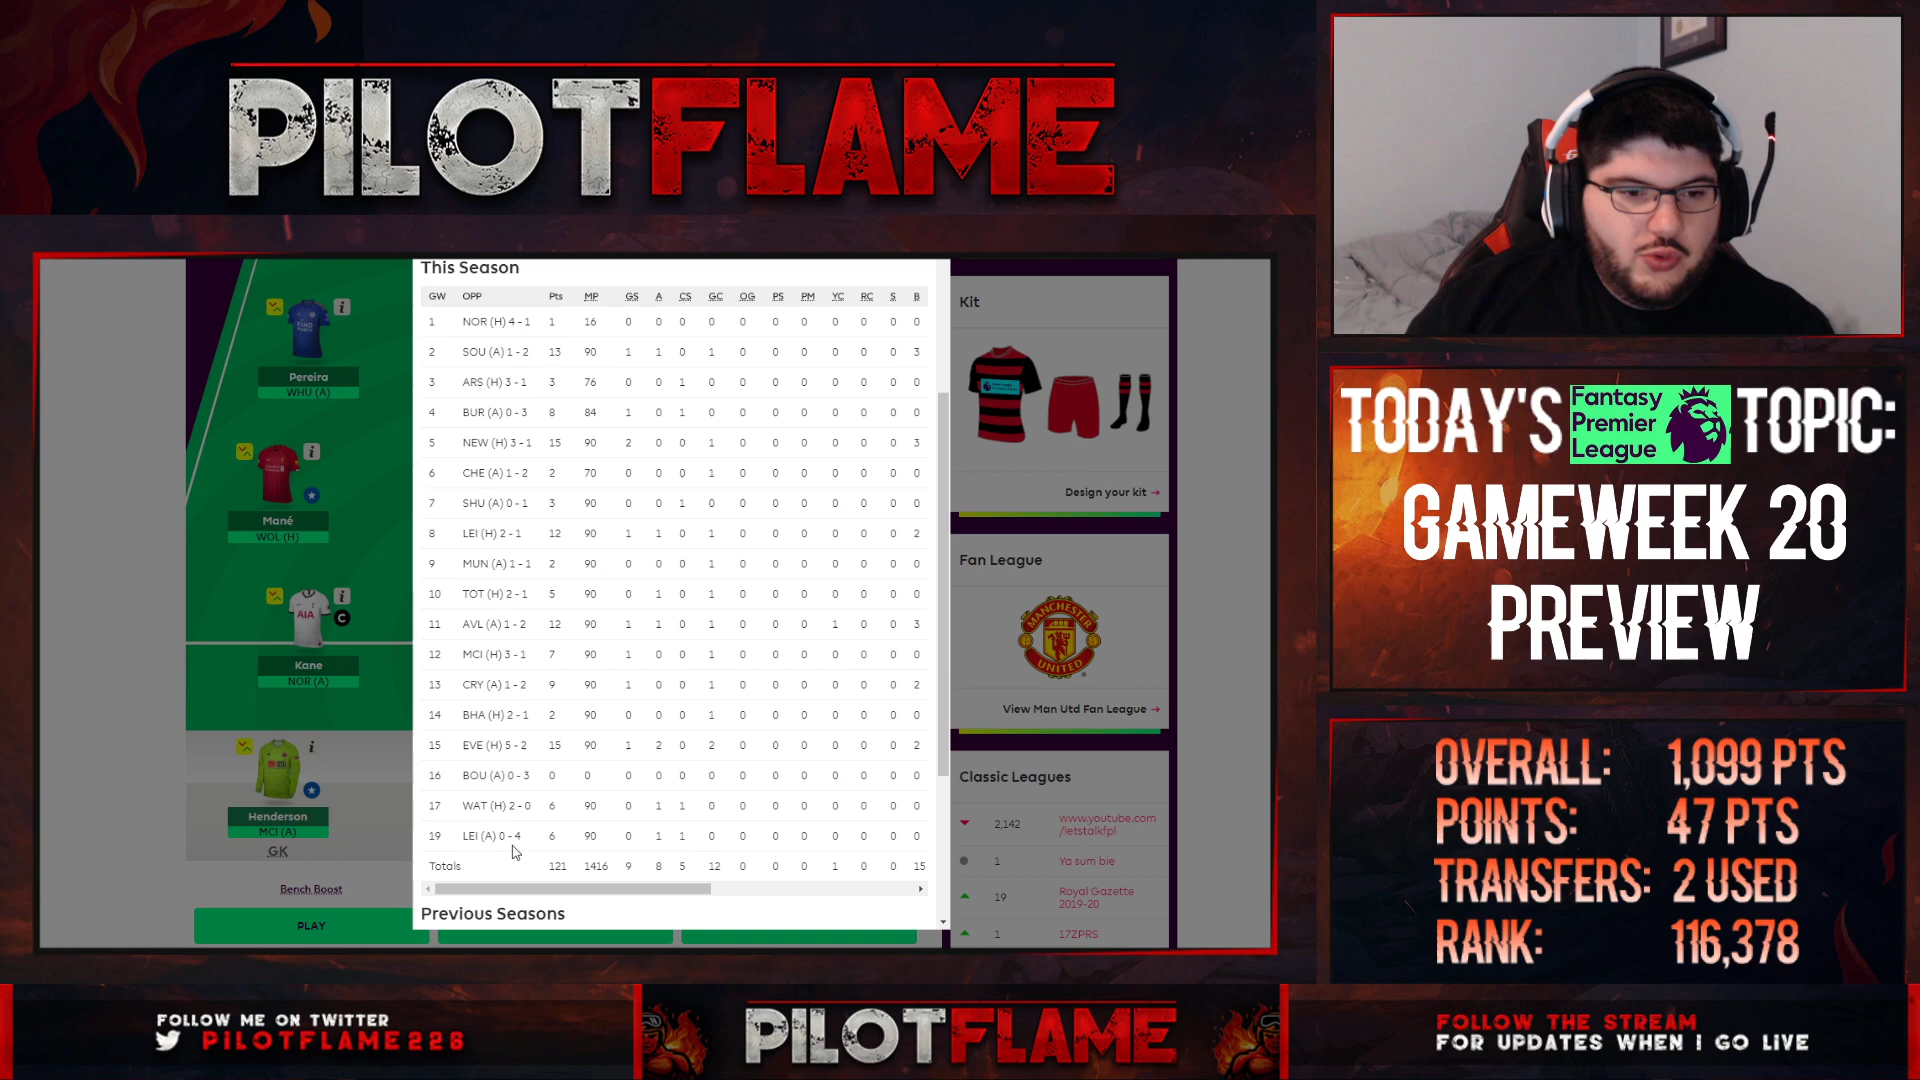 PILOTFLAME
KING POWER
Pereira
WHU (A)
Mané
WOL (H)
AIA
C
Kane
NOR (A)
Henderson
MCI (A)
GK
Bench Boost
PLAY
This Season
GW OPP Pts MP GS A CS GC OG PS PM YC RC S B
1 NOR (H) 4 - 1 1 16 0 0 0 0 0 0 0 0 0 0 0
2 SOU (A) 1 - 2 13 90 1 1 0 1 0 0 0 0 0 0 3
3 ARS (H) 3 - 1 3 76 0 0 1 0 0 0 0 0 0 0 0
4 BUR (A) 0 - 3 8 84 1 0 1 0 0 0 0 0 0 0 0
5 NEW (H) 3 - 1 15 90 2 0 0 1 0 0 0 0 0 0 3
6 CHE (A) 1 - 2 2 70 0 0 0 1 0 0 0 0 0 0 0
7 SHU (A) 0 - 1 3 90 0 0 1 0 0 0 0 0 0 0 0
8 LEI (H) 2 - 1 12 90 1 1 0 1 0 0 0 0 0 0 2
9 MUN (A) 1 - 1 2 90 0 0 0 1 0 0 0 0 0 0 0
10 TOT (H) 2 - 1 5 90 0 1 0 1 0 0 0 0 0 0 0
11 AVL (A) 1 - 2 12 90 1 1 0 1 0 0 0 1 0 0 3
12 MCI (H) 3 - 1 7 90 1 0 0 1 0 0 0 0 0 0 0
13 CRY (A) 1 - 2 9 90 1 0 0 1 0 0 0 0 0 0 2
14 BHA (H) 2 - 1 2 90 0 0 0 1 0 0 0 0 0 0 0
15 EVE (H) 5 - 2 15 90 1 2 0 2 0 0 0 0 0 0 2
16 BOU (A) 0 - 3 0 0 0 0 0 0 0 0 0 0 0 0 0
17 WAT (H) 2 - 0 6 90 0 1 1 0 0 0 0 0 0 0 0
19 LEI (A) 0 - 4 6 90 0 1 1 0 0 0 0 0 0 0 0
Totals 121 1416 9 8 5 12 0 0 0 1 0 0 15
Previous Seasons
Kit
Design your kit →
Fan League
MANCHESTER
UNITED
View Man Utd Fan League →
Classic Leagues
2,142 www.youtube.com
/letstalkfpl
1 Ya sum bie
19 Royal Gazette
2019-20
1 17ZPRS
TODAY'S Fantasy Premier League TOPIC:
GAMEWEEK 20
PREVIEW
OVERALL: 1,099 PTS
POINTS: 47 PTS
TRANSFERS: 2 USED
RANK: 116,378
FOLLOW ME ON TWITTER
PILOTFLAME226
PILOTFLAME
FOLLOW THE STREAM
FOR UPDATES WHEN I GO LIVE